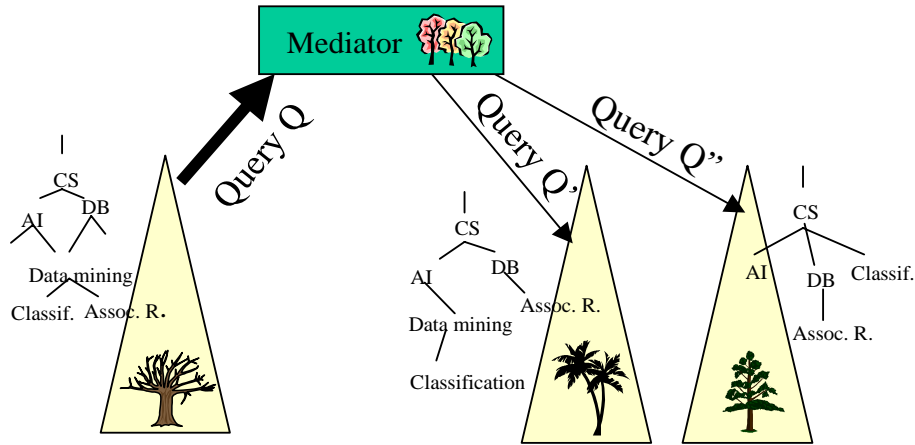 Mediator
Query Q
Query Q'
Query Q''
CS
AI
DB
Data mining
Classif.
Assoc. R.
CS
AI
DB
Assoc. R.
Data mining
Classification
CS
AI
DB
Classif.
Assoc. R.